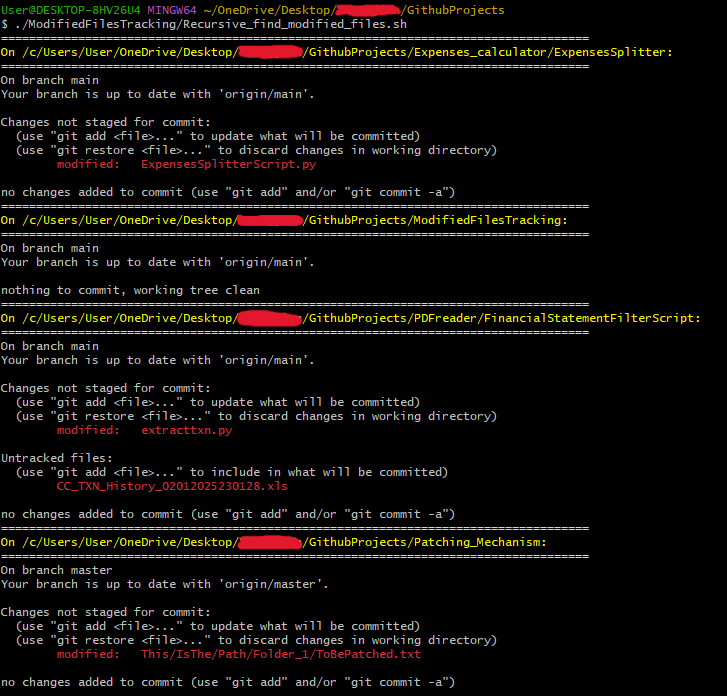 User@DESKTOP-8HV26U4 MINGW64 ~/OneDrive/Desktop/ /GithubProjects
$ ./ModifiedFilesTracking/Recursive_find_modified_files.sh
================================================================================
On /c/Users/User/OneDrive/Desktop/ /GithubProjects/Expenses_calculator/ExpensesSplitter:
================================================================================
On branch main
Your branch is up to date with 'origin/main'.

Changes not staged for commit:
  (use "git add <file>..." to update what will be committed)
  (use "git restore <file>..." to discard changes in working directory)
        modified:   ExpensesSplitterScript.py

no changes added to commit (use "git add" and/or "git commit -a")
================================================================================
On /c/Users/User/OneDrive/Desktop/ /GithubProjects/ModifiedFilesTracking:
================================================================================
On branch main
Your branch is up to date with 'origin/main'.

nothing to commit, working tree clean
================================================================================
On /c/Users/User/OneDrive/Desktop/ /GithubProjects/PDFreader/FinancialStatementFilterScript:
================================================================================
On branch main
Your branch is up to date with 'origin/main'.

Changes not staged for commit:
  (use "git add <file>..." to update what will be committed)
  (use "git restore <file>..." to discard changes in working directory)
        modified:   extracttxn.py

Untracked files:
  (use "git add <file>..." to include in what will be committed)
        CC_TXN_History_02012025230128.xls

no changes added to commit (use "git add" and/or "git commit -a")
================================================================================
On /c/Users/User/OneDrive/Desktop/ /GithubProjects/Patching_Mechanism:
================================================================================
On branch master
Your branch is up to date with 'origin/master'.

Changes not staged for commit:
  (use "git add <file>..." to update what will be committed)
  (use "git restore <file>..." to discard changes in working directory)
        modified:   This/IsThe/Path/Folder_1/ToBePatched.txt

no changes added to commit (use "git add" and/or "git commit -a")